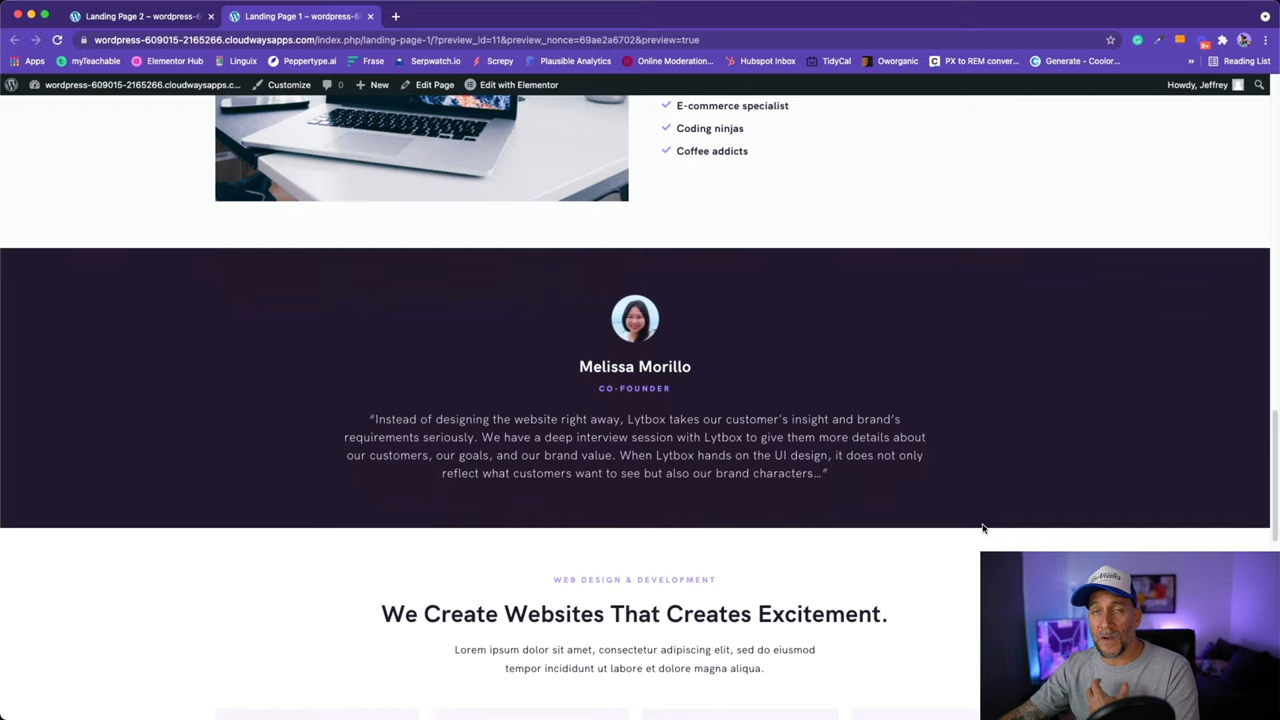 Landing Page 2 – wordpress-6
Landing Page 1 – wordpress-6
wordpress-609015-2165266.cloudwaysapps.com/index.php/landing-page-1/?preview_id=11&preview_nonce=69ae2a6702&preview=true
Apps myTeachable Elementor Hub Linguix Peppertype.ai Frase Serpwatch.io Screpy Plausible Analytics Online Moderation... Hubspot Inbox TidyCal Oworganic PX to REM conver... Generate - Coolor... » Reading List
wordpress-609015-2165266.cloudwaysapps.c... Customize 0 New Edit Page Edit with Elementor Howdy, Jeffrey
E-commerce specialist
Coding ninjas
Coffee addicts
Melissa Morillo
CO-FOUNDER
“Instead of designing the website right away, Lytbox takes our customer's insight and brand’s
requirements seriously. We have a deep interview session with Lytbox to give them more details about
our customers, our goals, and our brand value. When Lytbox hands on the UI design, it does not only
reflect what customers want to see but also our brand characters…”
WEB DESIGN & DEVELOPMENT
We Create Websites That Creates Excitement.
Lorem ipsum dolor sit amet, consectetur adipiscing elit, sed do eiusmod
tempor incididunt ut labore et dolore magna aliqua.